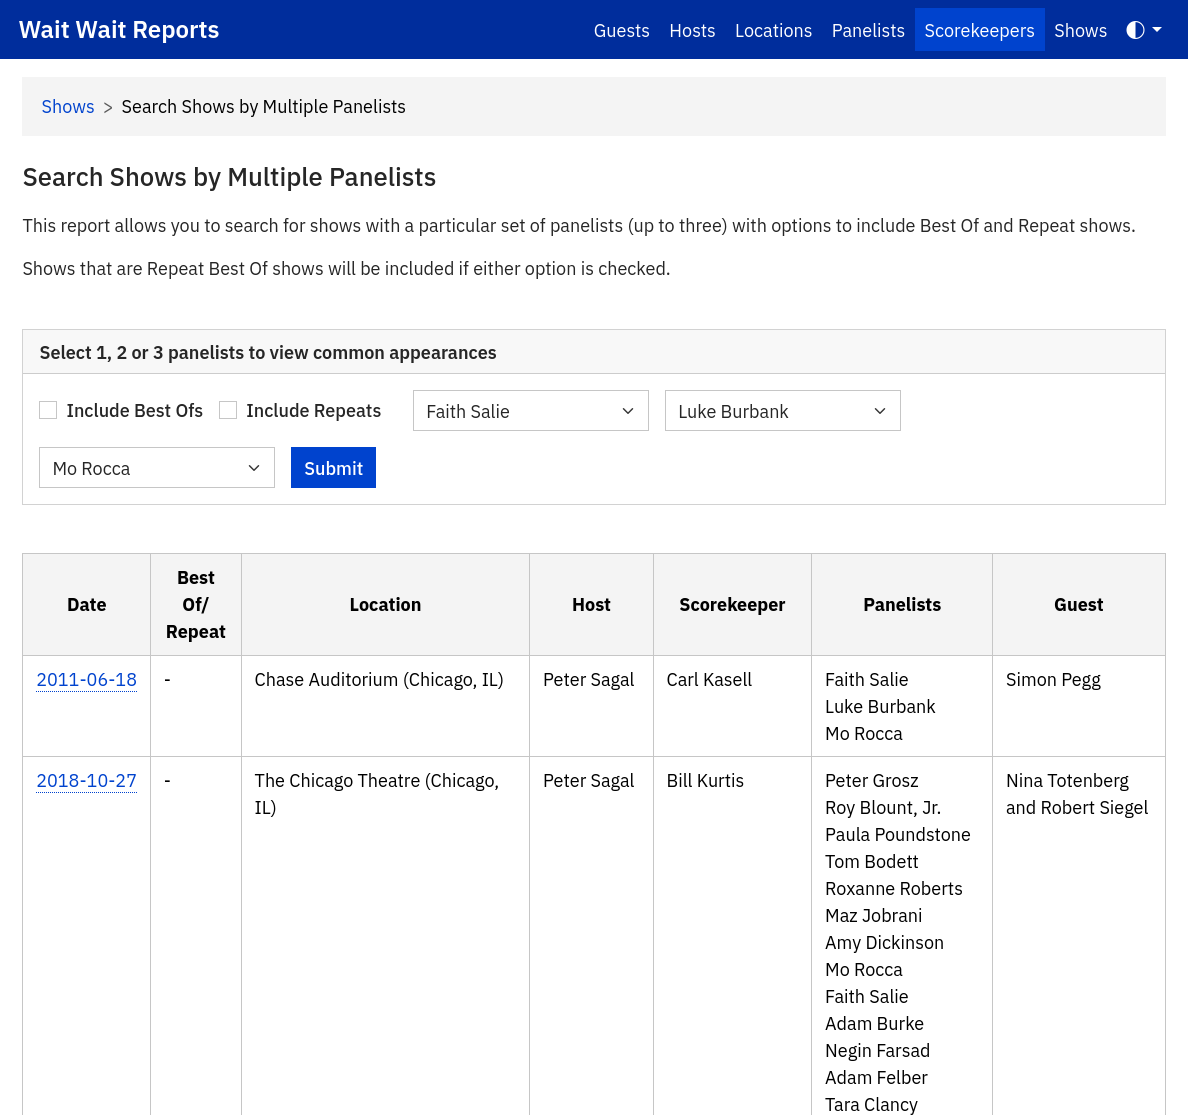 Wait Wait Reports
Guests Hosts Locations Panelists Scorekeepers Shows
Shows > Search Shows by Multiple Panelists
Search Shows by Multiple Panelists
This report allows you to search for shows with a particular set of panelists (up to three) with options to include Best Of and Repeat shows.
Shows that are Repeat Best Of shows will be included if either option is checked.
Select 1, 2 or 3 panelists to view common appearances
Include Best Ofs Include Repeats Faith Salie Luke Burbank
Mo Rocca Submit
Date Best Of/ Repeat Location Host Scorekeeper Panelists Guest
2011-06-18 - Chase Auditorium (Chicago, IL) Peter Sagal Carl Kasell Faith Salie Simon Pegg
Luke Burbank
Mo Rocca
2018-10-27 - The Chicago Theatre (Chicago, Peter Sagal Bill Kurtis Peter Grosz Nina Totenberg
IL) Roy Blount, Jr. and Robert Siegel
Paula Poundstone
Tom Bodett
Roxanne Roberts
Maz Jobrani
Amy Dickinson
Mo Rocca
Faith Salie
Adam Burke
Negin Farsad
Adam Felber
Tara Clancy